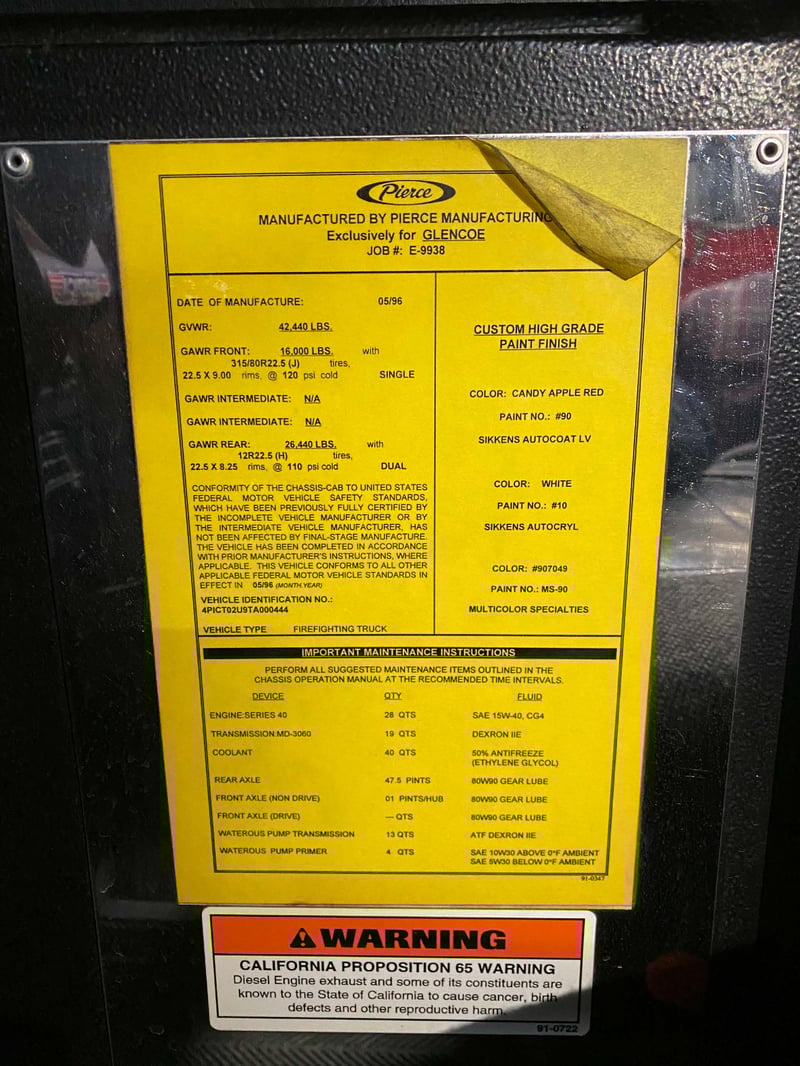 Pierce
MANUFACTURED BY PIERCE MANUFACTURING
Exclusively for GLENCOE
JOB #: E-9938
DATE OF MANUFACTURE: 05/96
GVWR: 42,440 LBS.
GAWR FRONT: 16,000 LBS. with
315/80R22.5 (J) tires,
22.5 X 9.00 rims, @ 120 psi cold SINGLE
GAWR INTERMEDIATE: N/A
GAWR INTERMEDIATE: N/A
GAWR REAR: 26,440 LBS. with
12R22.5 (H) tires,
22.5 X 8.25 rims, @ 110 psi cold DUAL
CONFORMITY OF THE CHASSIS-CAB TO UNITED STATES
FEDERAL MOTOR VEHICLE SAFETY STANDARDS,
WHICH HAVE BEEN PREVIOUSLY FULLY CERTIFIED BY
THE INCOMPLETE VEHICLE MANUFACTURER OR BY
THE INTERMEDIATE VEHICLE MANUFACTURER, HAS
NOT BEEN AFFECTED BY FINAL-STAGE MANUFACTURE.
THE VEHICLE HAS BEEN COMPLETED IN ACCORDANCE
WITH PRIOR MANUFACTURER'S INSTRUCTIONS, WHERE
APPLICABLE. THIS VEHICLE CONFORMS TO ALL OTHER
APPLICABLE FEDERAL MOTOR VEHICLE STANDARDS IN
EFFECT IN 05/96 (MONTH.YEAR)
VEHICLE IDENTIFICATION NO.:
4PICT02U9TA000444
VEHICLE TYPE FIREFIGHTING TRUCK
CUSTOM HIGH GRADE
PAINT FINISH
COLOR: CANDY APPLE RED
PAINT NO.: #90
SIKKENS AUTOCOAT LV
COLOR: WHITE
PAINT NO.: #10
SIKKENS AUTOCRYL
COLOR: #907049
PAINT NO.: MS-90
MULTICOLOR SPECIALTIES
IMPORTANT MAINTENANCE INSTRUCTIONS
PERFORM ALL SUGGESTED MAINTENANCE ITEMS OUTLINED IN THE
CHASSIS OPERATION MANUAL AT THE RECOMMENDED TIME INTERVALS.
DEVICE QTY FLUID
ENGINE:SERIES 40 28 QTS SAE 15W-40, CG4
TRANSMISSION:MD-3060 19 QTS DEXRON IIE
COOLANT 40 QTS 50% ANTIFREEZE
(ETHYLENE GLYCOL)
REAR AXLE 47.5 PINTS 80W90 GEAR LUBE
FRONT AXLE (NON DRIVE) 01 PINTS/HUB 80W90 GEAR LUBE
FRONT AXLE (DRIVE) --- QTS 80W90 GEAR LUBE
WATEROUS PUMP TRANSMISSION 13 QTS ATF DEXRON IIE
WATEROUS PUMP PRIMER 4 QTS SAE 10W30 ABOVE 0°F AMBIENT
SAE 5W30 BELOW 0°F AMBIENT
91-0347
WARNING
CALIFORNIA PROPOSITION 65 WARNING
Diesel Engine exhaust and some of its constituents are
known to the State of California to cause cancer, birth
defects and other reproductive harm.
91-0722